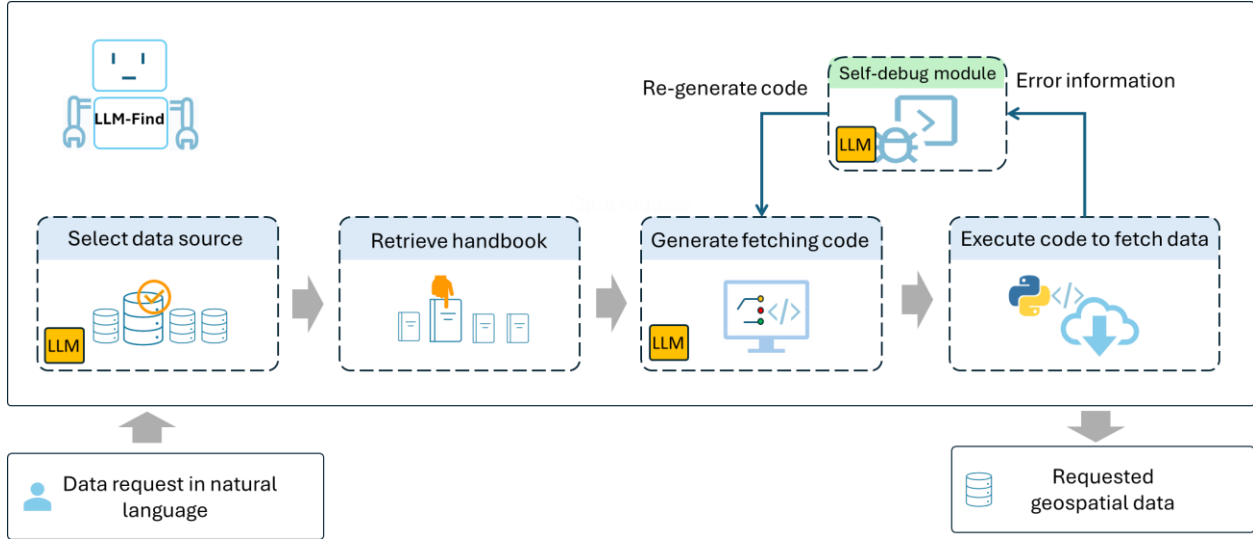 LLM-Find
Self-debug module
Re-generate code
Error information
LLM
Select data source
Retrieve handbook
Generate fetching code
Execute code to fetch data
</>
</>
LLM
LLM
Data request in natural
language
Requested
geospatial data